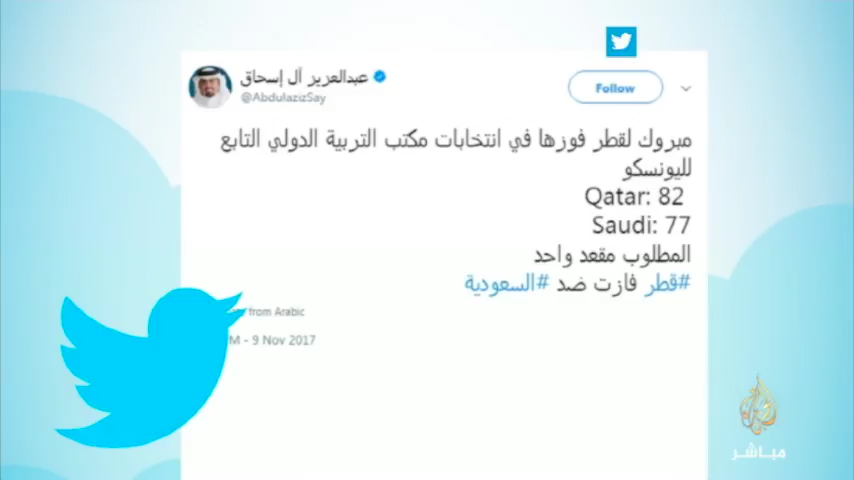 عبدالعزيز آل إسحاق
@AbdulazizSay
Follow
مبروك لقطر فوزها في انتخابات مكتب التربية الدولي التابع
لليونسكو
Qatar: 82
Saudi: 77
المطلوب مقعد واحد
#قطر فازت ضد #السعودية
from Arabic
M - 9 Nov 2017
مباشر